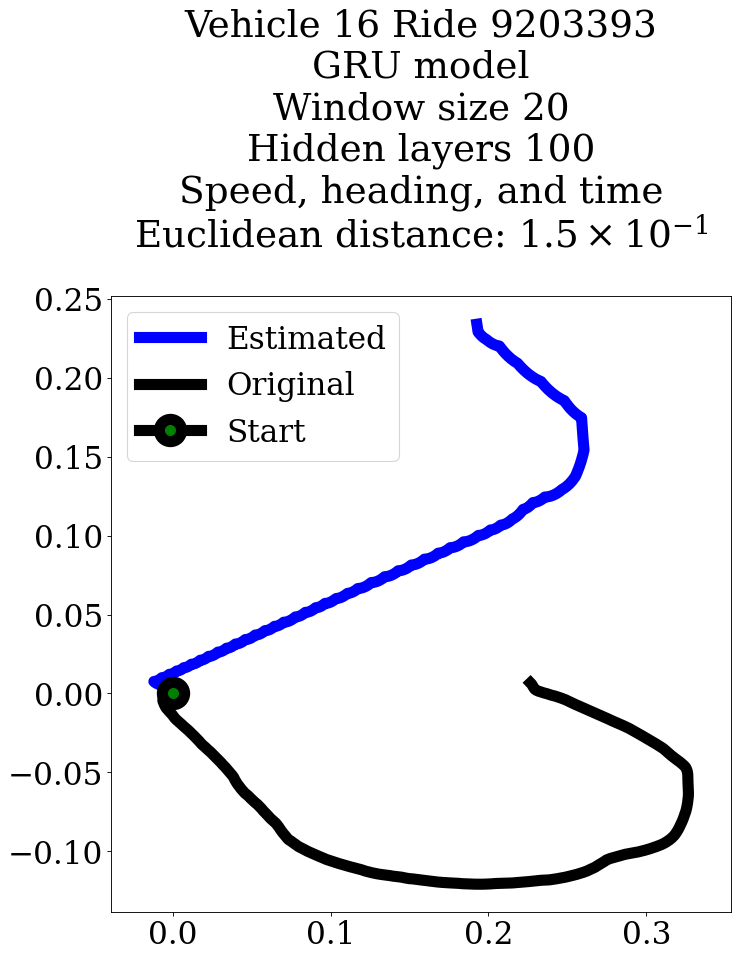 Vehicle 16 Ride 9203393
GRU model
Window size 20
Hidden layers 100
Speed, heading, and time
Euclidean distance: 1.5 × 10⁻¹
0.25
0.20
0.15
0.10
0.05
0.00
−0.05
−0.10
Estimated
Original
Start
0.0 0.1 0.2 0.3